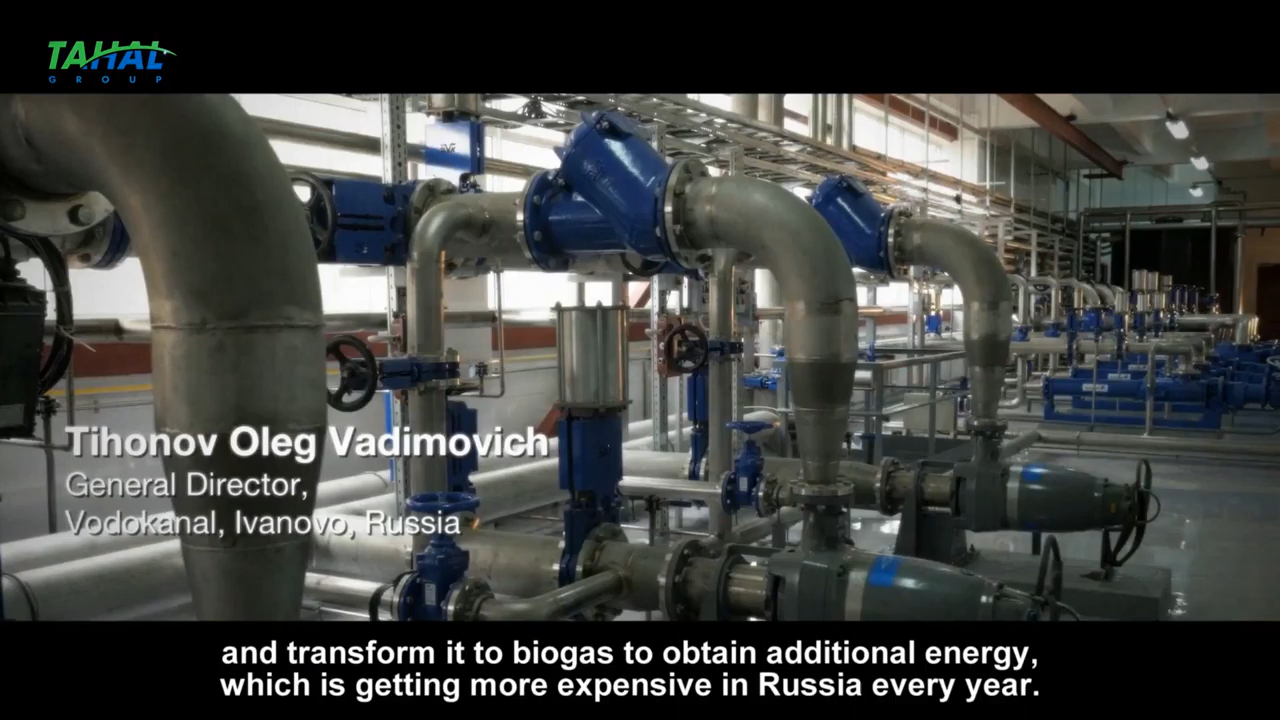 TAHAL
GROUP
Tihonov Oleg Vadimovich
General Director,
Vodokanal, Ivanovo, Russia
and transform it to biogas to obtain additional energy,
which is getting more expensive in Russia every year.